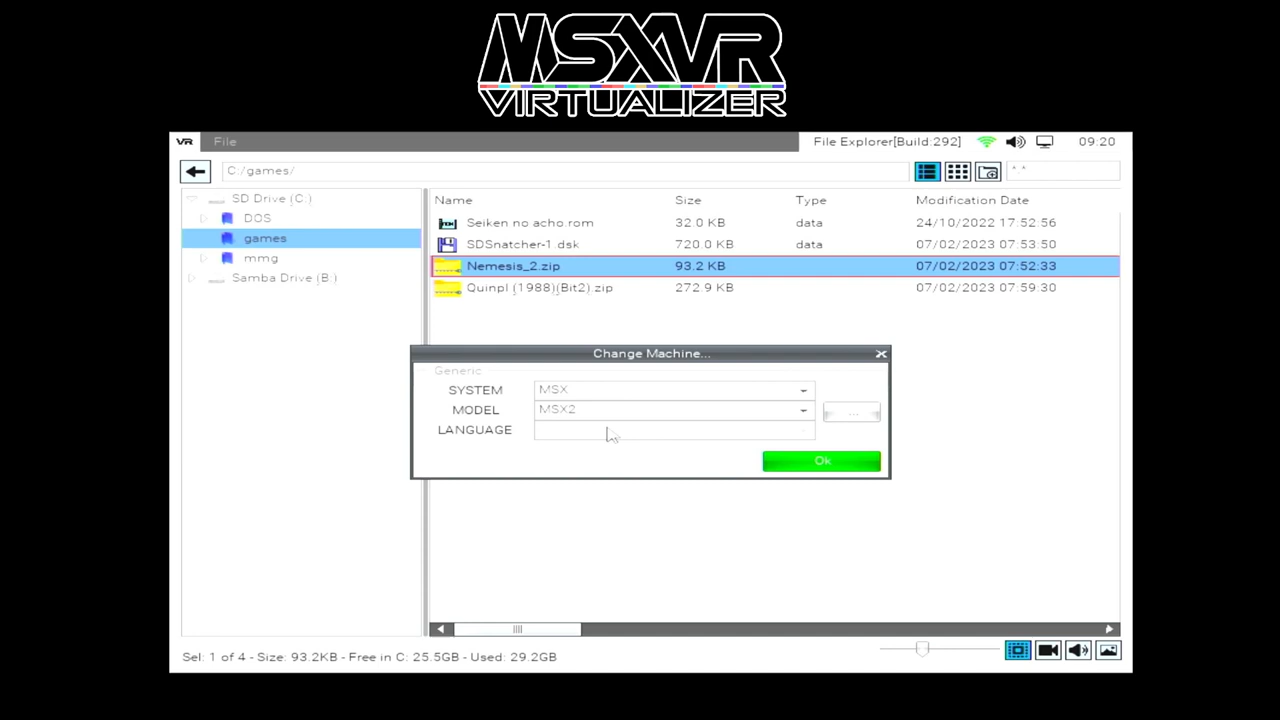 MSXVR
VIRTUALIZER
VR File File Explorer[Build:292] 09:20
C:/games/ ^ ^
SD Drive (C:)
DOS
games
mmg
Samba Drive (B:)
Name Size Type Modification Date
Seiken no acho.rom 32.0 KB data 24/10/2022 17:52:56
SDSnatcher-1.dsk 720.0 KB data 07/02/2023 07:53:50
Nemesis_2.zip 93.2 KB 07/02/2023 07:52:33
Quinpl (1988)(Bit2).zip 272.9 KB 07/02/2023 07:59:30
Change Machine...
Generic
SYSTEM MSX
MODEL MSX2 ...
LANGUAGE
Ok
Sel: 1 of 4 - Size: 93.2KB - Free in C: 25.5GB - Used: 29.2GB